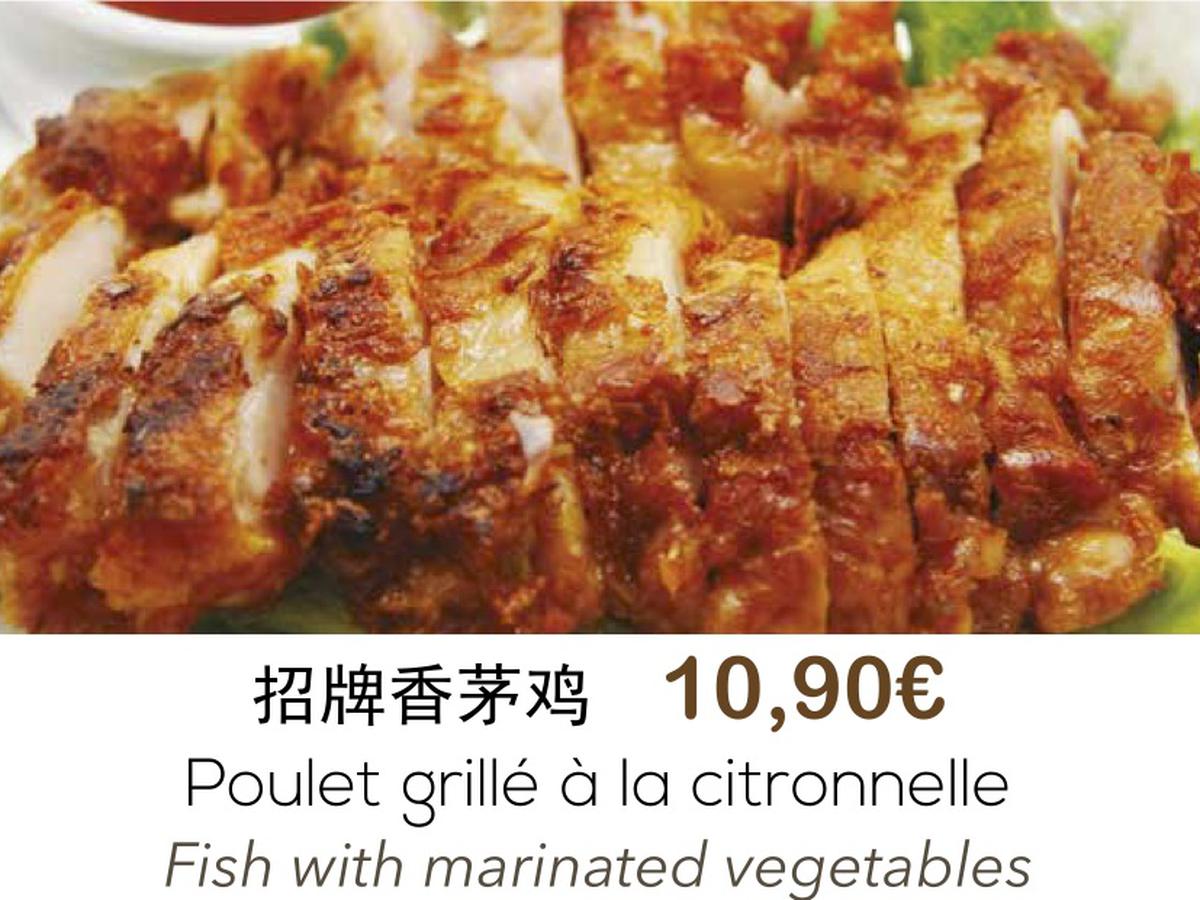 招牌香茅鸡 10,90€
Poulet grillé à la citronnelle
Fish with marinated vegetables